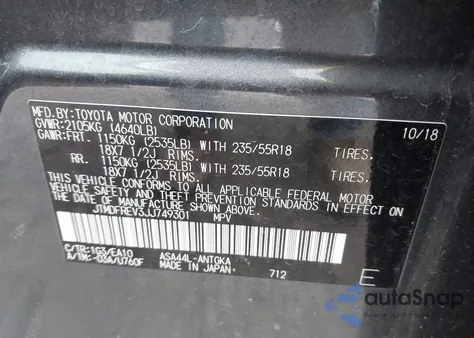 MFD.BY:TOYOTA MOTOR CORPORATION 10/18
GVWR:2105KG (4640LB)
GAWR:FRT. 1150KG (2535LB) WITH 235/55R18 TIRES,
18X7 1/2J RIMS.
RR. 1150KG (2535LB) WITH 235/55R18 TIRES,
18X7 1/2J RIMS.
THIS VEHICLE CONFORMS TO ALL APPLICABLE FEDERAL MOTOR
VEHICLE SAFETY AND THEFT PREVENTION STANDARDS IN EFFECT ON
THE DATE OF MANUFACTURE SHOWN ABOVE.
JTMDFREV3JJ749301 MPV
C/TR:1G3/EA10 ASA44L-ANTGKA
A/TM:-03A/U760F MADE IN JAPAN 712 E
autoSnap
Auto Auction History